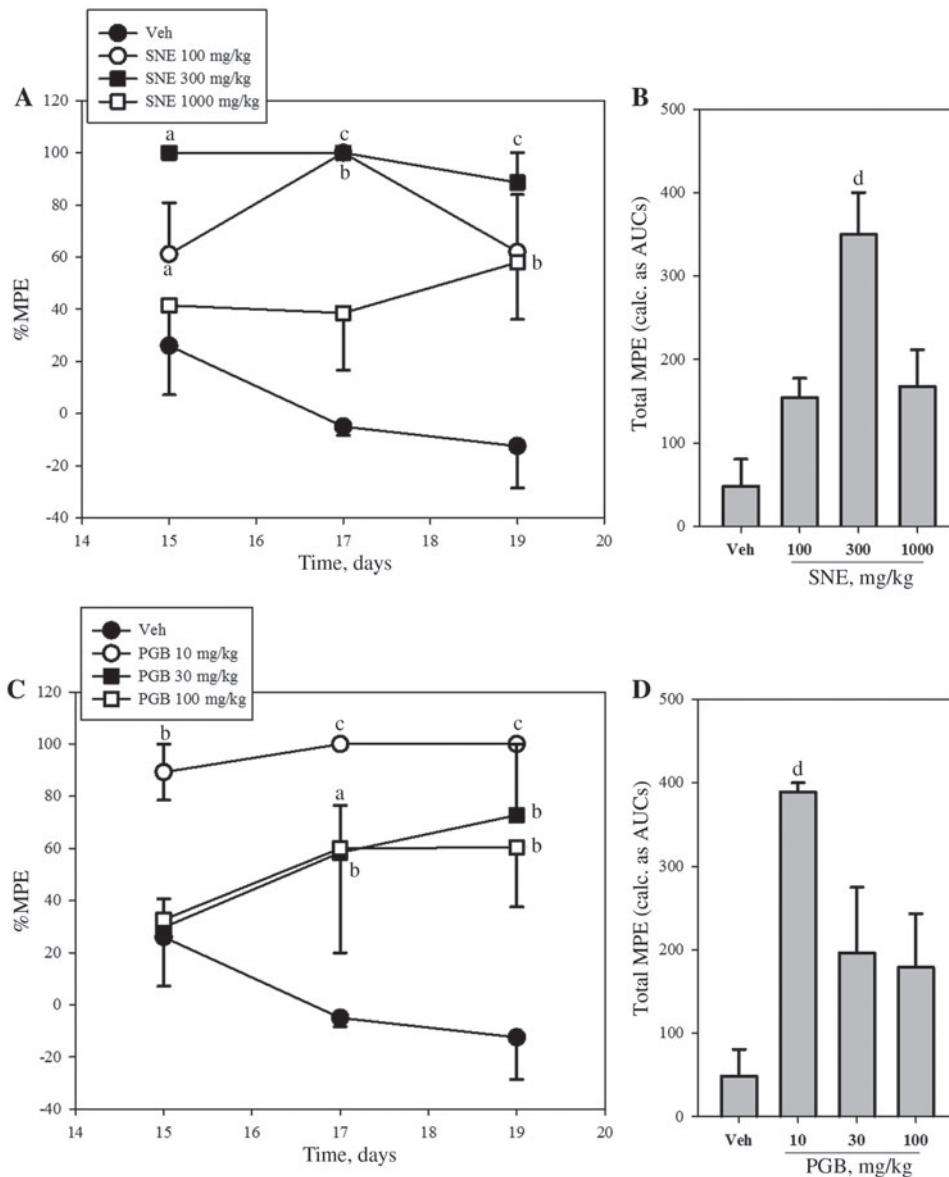 Veh
SNE 100 mg/kg
SNE 300 mg/kg
SNE 1000 mg/kg
A
120
100
80
60
40
20
0
-20
-40
%MPE
a
a
c
b
c
b
14
15
16
17
18
19
20
Time, days
B
500
400
300
200
100
0
Total MPE (calc. as AUCs)
d
Veh
100
300
1000
SNE, mg/kg
Veh
PGB 10 mg/kg
PGB 30 mg/kg
PGB 100 mg/kg
C
120
100
80
60
40
20
0
-20
-40
%MPE
b
c
c
a
b
b
b
14
15
16
17
18
19
20
Time, days
D
500
400
300
200
100
0
Total MPE (calc. as AUCs)
d
Veh
10
30
100
PGB, mg/kg